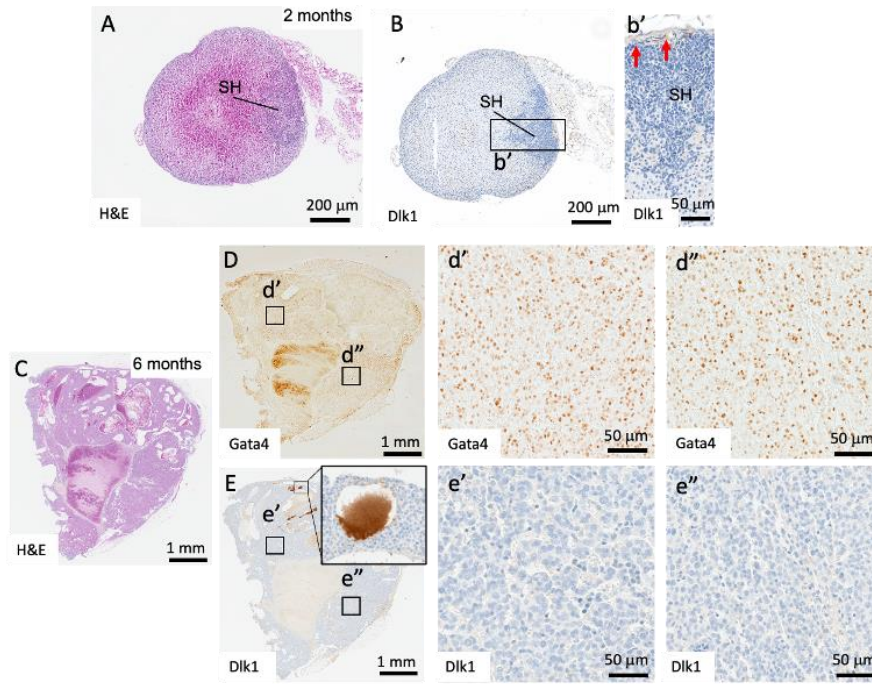 A
2 months
SH
H&E
200 µm
B
SH
b’
Dlk1
200 µm
b’
SH
50 µm
Dlk1
C
6 months
H&E
1 mm
D
d’
d”
Gata4
1 mm
d’
Gata4
50 µm
d”
Gata4
50 µm
E
e’
e”
Dlk1
1 mm
e’
Dlk1
50 µm
e”
Dlk1
50 µm